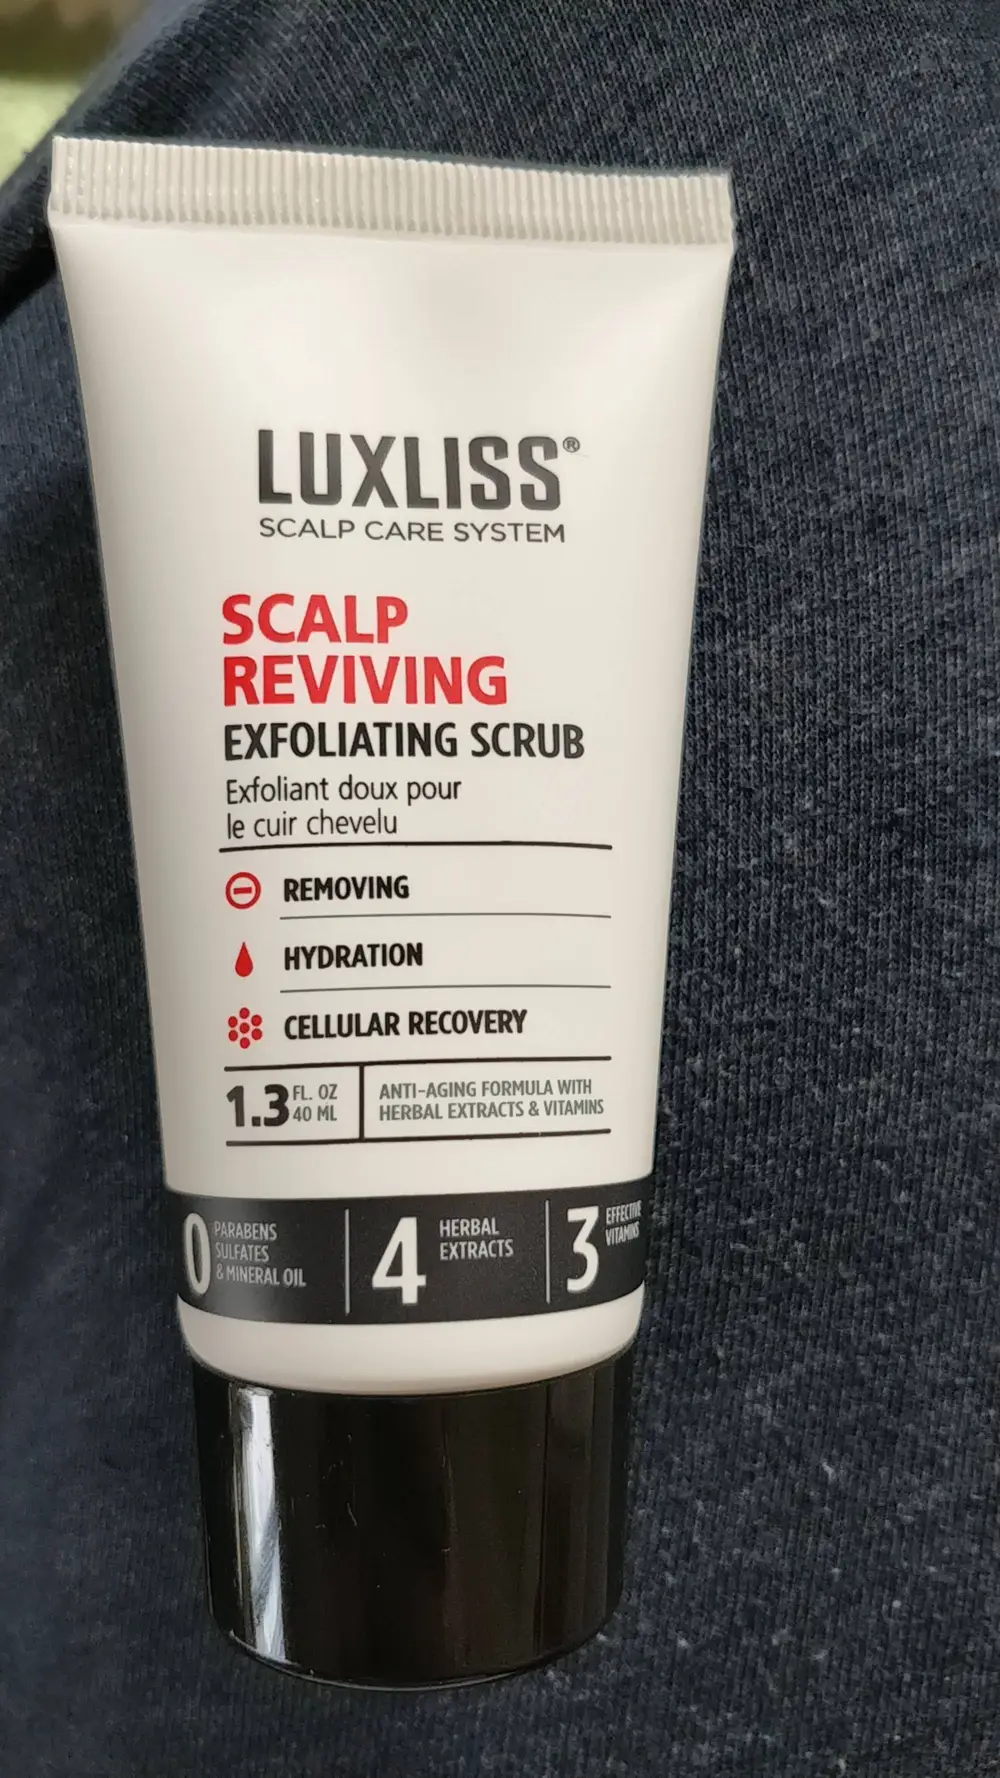 LUXLISS®
SCALP CARE SYSTEM
SCALP
REVIVING
EXFOLIATING SCRUB
Exfoliant doux pour
le cuir chevelu
REMOVING
HYDRATION
CELLULAR RECOVERY
1.3 FL. OZ
40 ML
ANTI-AGING FORMULA WITH
HERBAL EXTRACTS & VITAMINS
0 PARABENS
SULFATES
& MINERAL OIL
4 HERBAL
EXTRACTS
3 EFFECTIVE
VITAMINS